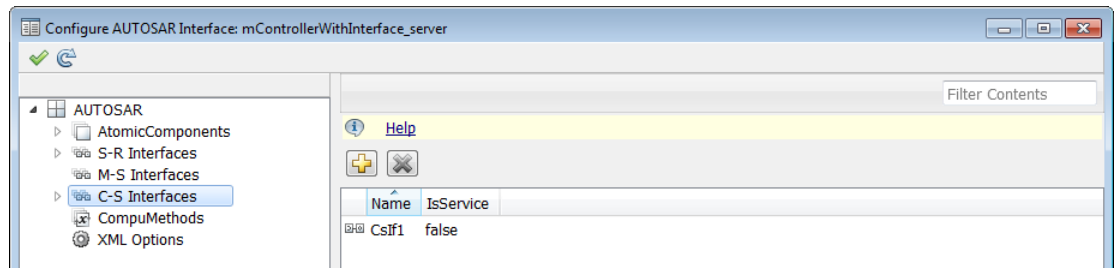 Configure AUTOSAR Interface: mControllerWithInterface_server
Filter Contents
AUTOSAR
AtomicComponents
S-R Interfaces
M-S Interfaces
C-S Interfaces
CompuMethods
XML Options
Help
Name IsService
CsIf1 false